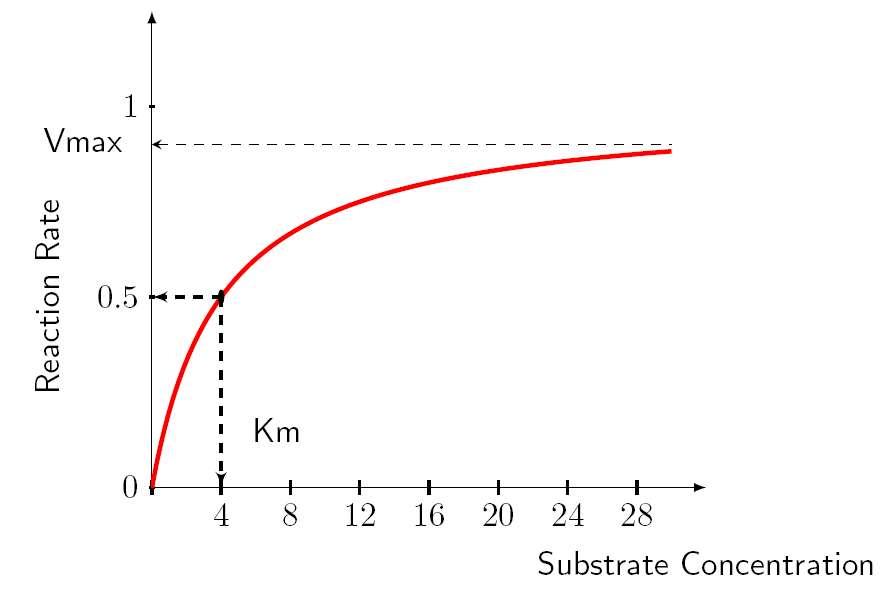 1
Vmax
Reaction Rate
0.5
Km
0
4 8 12 16 20 24 28
Substrate Concentration